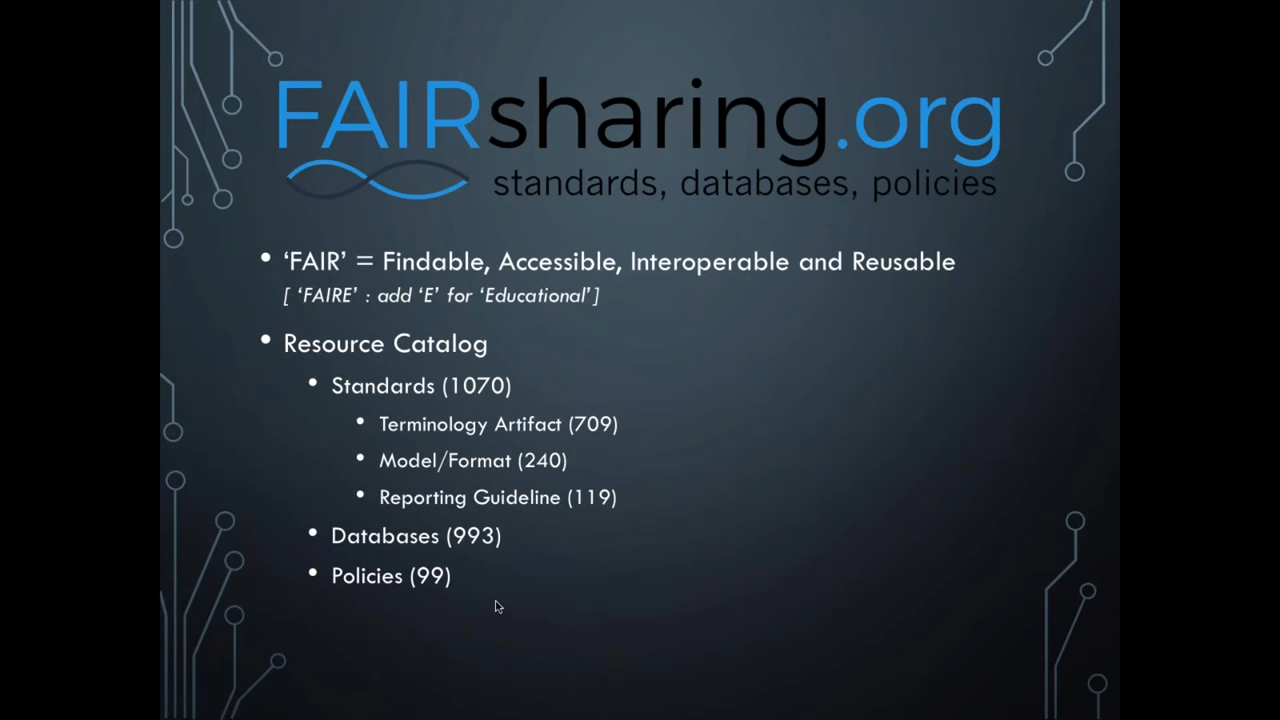 FAIRsharing.org
standards, databases, policies
• ‘FAIR’ = Findable, Accessible, Interoperable and Reusable
[ ‘FAIRE’ : add ‘E’ for ‘Educational’]
• Resource Catalog
• Standards (1070)
• Terminology Artifact (709)
• Model/Format (240)
• Reporting Guideline (119)
• Databases (993)
• Policies (99)